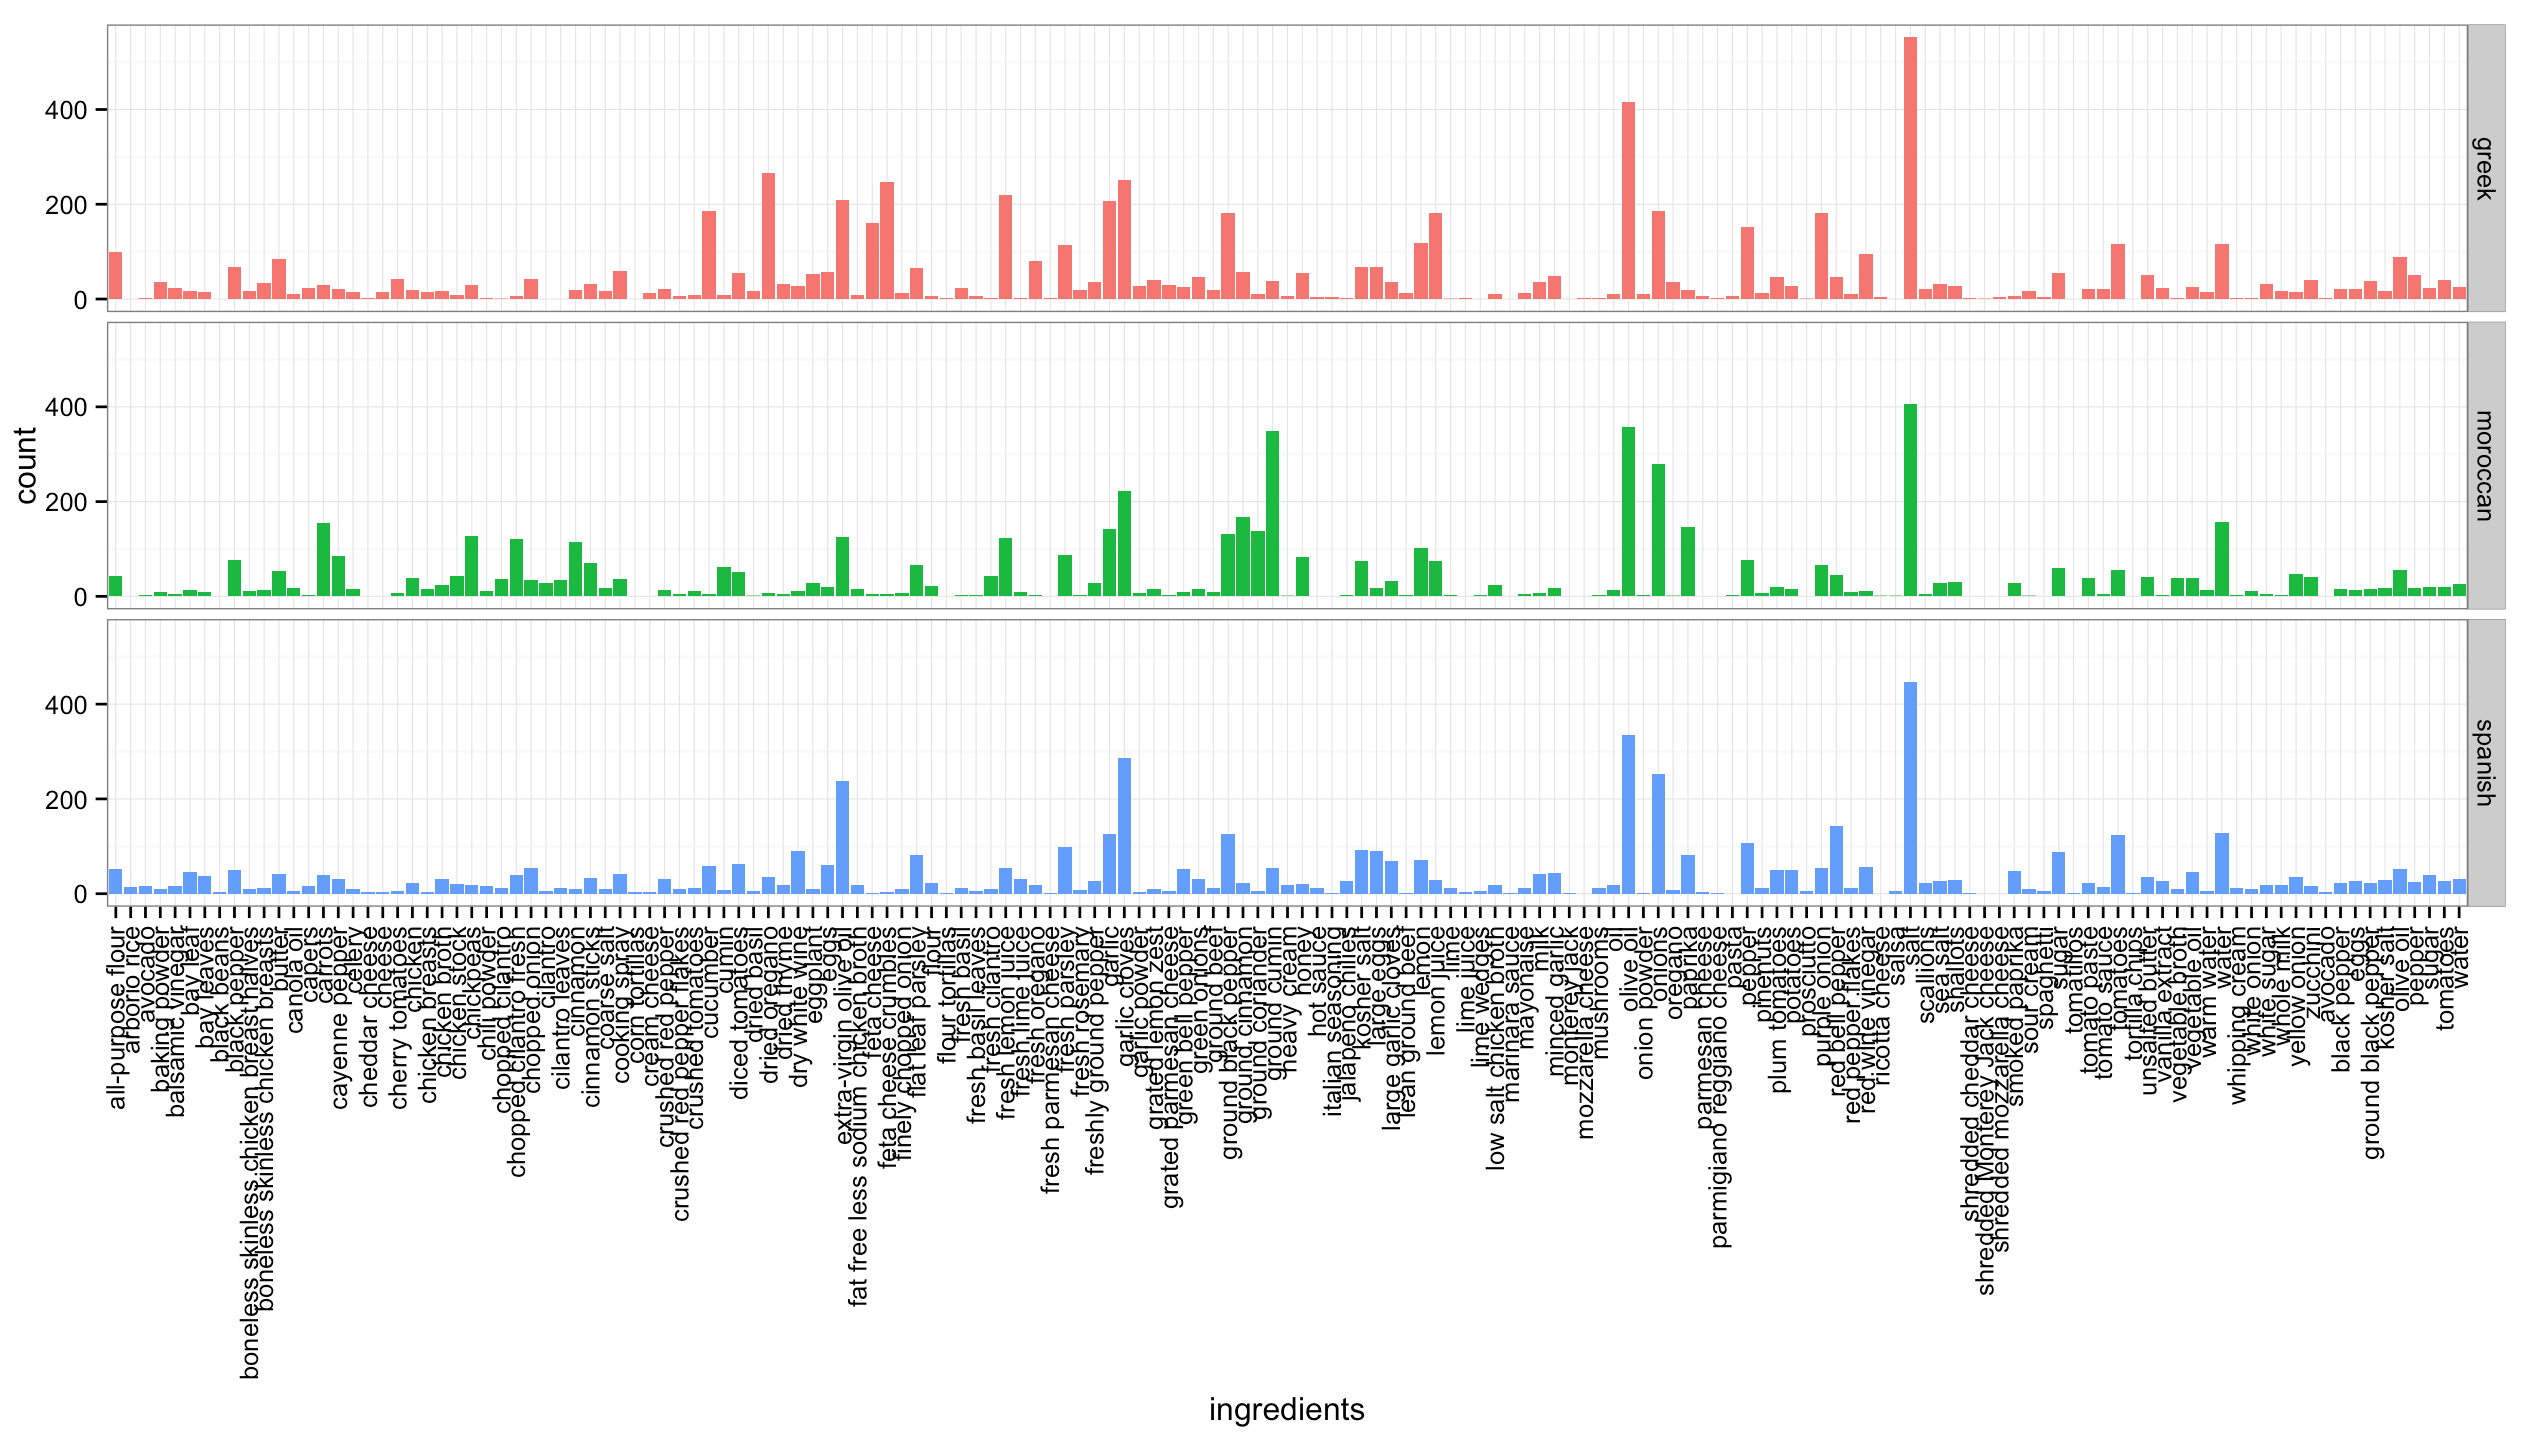 greek
400
200
0
moroccan
400
200
0
count
spanish
400
200
0
all-purpose flour
arborio rice
avocado
baking powder
balsamic vinegar
bay leaf
bay leaves
black beans
black pepper
boneless skinless chicken breast halves
boneless skinless chicken breasts
butter
canola oil
capers
carrots
cayenne pepper
celery
cheddar cheese
cheese
cherry tomatoes
chicken
chicken breasts
chicken broth
chicken stock
chickpeas
chili powder
chopped cilantro
chopped cilantro fresh
chopped onion
cilantro
cilantro leaves
cinnamon
cinnamon sticks
coarse salt
cooking spray
corn tortillas
cream cheese
crushed red pepper
crushed red pepper flakes
crushed tomatoes
cucumber
cumin
diced tomatoes
dried basil
dried oregano
dried thyme
dry white wine
eggplant
eggs
extra-virgin olive oil
fat free less sodium chicken broth
feta cheese
feta cheese crumbles
finely chopped onion
flat leaf parsley
flour
flour tortillas
fresh basil
fresh basil leaves
fresh cilantro
fresh lemon juice
fresh lime juice
fresh oregano
fresh parmesan cheese
fresh parsley
fresh rosemary
freshly ground pepper
garlic
garlic cloves
garlic powder
grated lemon zest
grated parmesan cheese
green bell pepper
green onions
ground beef
ground black pepper
ground cinnamon
ground coriander
ground cumin
heavy cream
honey
hot sauce
italian seasoning
jalapeno chilies
kosher salt
large eggs
large garlic cloves
lean ground beef
lemon
lemon juice
lime
lime juice
lime wedges
low salt chicken broth
marinara sauce
mayonaise
milk
minced garlic
monterey jack
mozzarella cheese
mushrooms
oil
olive oil
onion powder
onions
oregano
paprika
parmesan cheese
parmigiano reggiano cheese
pasta
pepper
pinenuts
plum tomatoes
potatoes
prosciutto
purple onion
red bell pepper
red pepper flakes
red wine vinegar
ricotta cheese
salsa
salt
scallions
sea salt
shallots
shredded cheddar cheese
shredded Monterey Jack cheese
shredded mozzarella cheese
smoked paprika
sour cream
spaghetti
sugar
tomatillos
tomato paste
tomato sauce
tomatoes
tortilla chips
unsalted butter
vanilla extract
vegetable broth
vegetable oil
warm water
water
whipping cream
white onion
white sugar
whole milk
yellow onion
zucchini
avocado
black pepper
eggs
ground black pepper
kosher salt
olive oil
pepper
sugar
tomatoes
water
ingredients